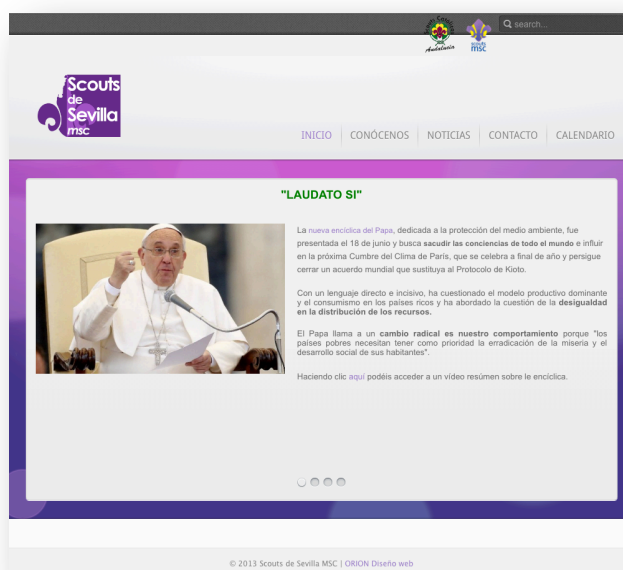 Scouts Católicos
Andalucía
scouts
msc
search...
Scouts
de
Sevilla
msc
INICIO
CONÓCENOS
NOTICIAS
CONTACTO
CALENDARIO
"LAUDATO SI"
La nueva encíclica del Papa, dedicada a la protección del medio ambiente, fue
presentada el 18 de junio y busca sacudir las conciencias de todo el mundo e influir
en la próxima Cumbre del Clima de París, que se celebra a final de año y persigue
cerrar un acuerdo mundial que sustituya al Protocolo de Kioto.
Con un lenguaje directo e incisivo, ha cuestionado el modelo productivo dominante
y el consumismo en los países ricos y ha abordado la cuestión de la desigualdad
en la distribución de los recursos.
El Papa llama a un cambio radical es nuestro comportamiento porque "los
países pobres necesitan tener como prioridad la erradicación de la miseria y el
desarrollo social de sus habitantes".
Haciendo clic aquí podéis acceder a un vídeo resúmen sobre le encíclica.
© 2013 Scouts de Sevilla MSC | ORION Diseño web